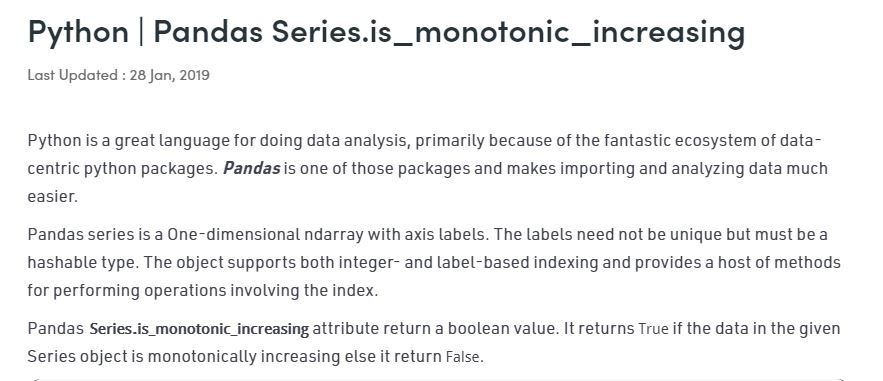 Python | Pandas Series.is_monotonic_increasing
Last Updated : 28 Jan, 2019
Python is a great language for doing data analysis, primarily because of the fantastic ecosystem of data-
centric python packages. Pandas is one of those packages and makes importing and analyzing data much
easier.
Pandas series is a One-dimensional ndarray with axis labels. The labels need not be unique but must be a
hashable type. The object supports both integer- and label-based indexing and provides a host of methods
for performing operations involving the index.
Pandas Series.is_monotonic_increasing attribute return a boolean value. It returns True if the data in the given
Series object is monotonically increasing else it return False.